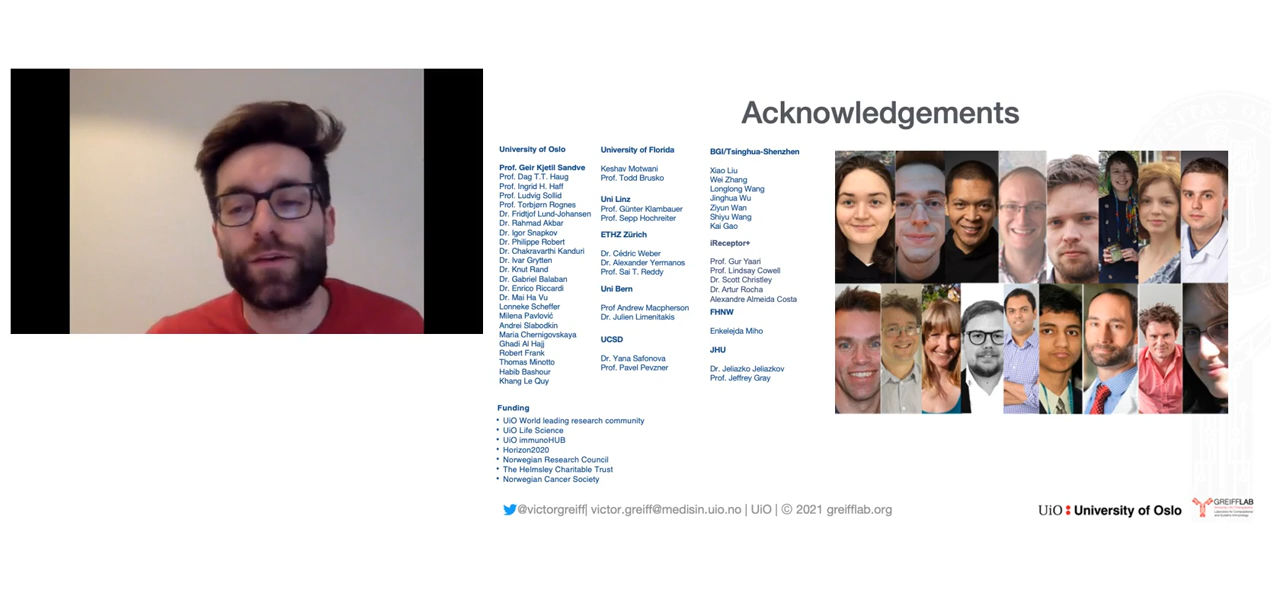 Acknowledgements
University of Oslo
Prof. Geir Kjetil Sandve
Prof. Dag T.T. Haug
Prof. Ingrid H. Haff
Prof. Ludvig Sollid
Prof. Torbjørn Rognes
Dr. Fridtjof Lund-Johansen
Dr. Rahmad Akbar
Dr. Igor Snapkov
Dr. Philippe Robert
Dr. Chakravarthi Kanduri
Dr. Ivar Grytten
Dr. Knut Rand
Dr. Gabriel Balaban
Dr. Enrico Riccardi
Dr. Mai Ha Vu
Lonneke Scheffer
Milena Pavlović
Andrei Slabodkin
Maria Chernigovskaya
Ghadi Al Hajj
Robert Frank
Thomas Minotto
Habib Bashour
Khang Le Quy
University of Florida
Keshav Motwani
Prof. Todd Brusko
Uni Linz
Prof. Günter Klambauer
Prof. Sepp Hochreiter
ETHZ Zürich
Dr. Cédric Weber
Dr. Alexander Yermanos
Prof. Sai T. Reddy
Uni Bern
Prof Andrew Macpherson
Dr. Julien Limenitakis
UCSD
Dr. Yana Safonova
Prof. Pavel Pevzner
BGI/Tsinghua-Shenzhen
Xiao Liu
Wei Zhang
Longlong Wang
Jinghua Wu
Ziyun Wan
Shiyu Wang
Kai Gao
iReceptor+
Prof. Gur Yaari
Prof. Lindsay Cowell
Dr. Scott Christley
Dr. Artur Rocha
Alexandre Almeida Costa
FHNW
Enkelejda Miho
JHU
Dr. Jeliazko Jeliazkov
Prof. Jeffrey Gray
Funding
• UiO World leading research community
• UiO Life Science
• UiO immunoHUB
• Horizon2020
• Norwegian Research Council
• The Helmsley Charitable Trust
• Norwegian Cancer Society
@victorgreiff| victor.greiff@medisin.uio.no | UiO | © 2021 greifflab.org
UiO : University of Oslo
GREIFFLAB